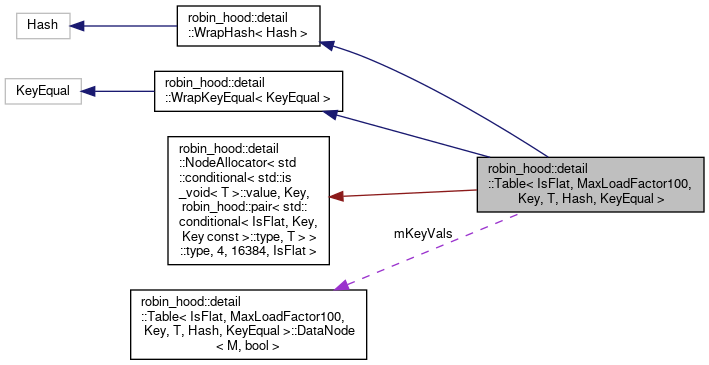 Hash
robin_hood::detail
::WrapHash< Hash >
KeyEqual
robin_hood::detail
::WrapKeyEqual< KeyEqual >
robin_hood::detail
::NodeAllocator< std
::conditional< std::is
_void< T >::value, Key,
robin_hood::pair< std::
conditional< IsFlat, Key,
Key const >::type, T > >
::type, 4, 16384, IsFlat >
robin_hood::detail
::Table< IsFlat, MaxLoadFactor100,
Key, T, Hash, KeyEqual >
mKeyVals
robin_hood::detail
::Table< IsFlat, MaxLoadFactor100,
Key, T, Hash, KeyEqual >::DataNode
< M, bool >